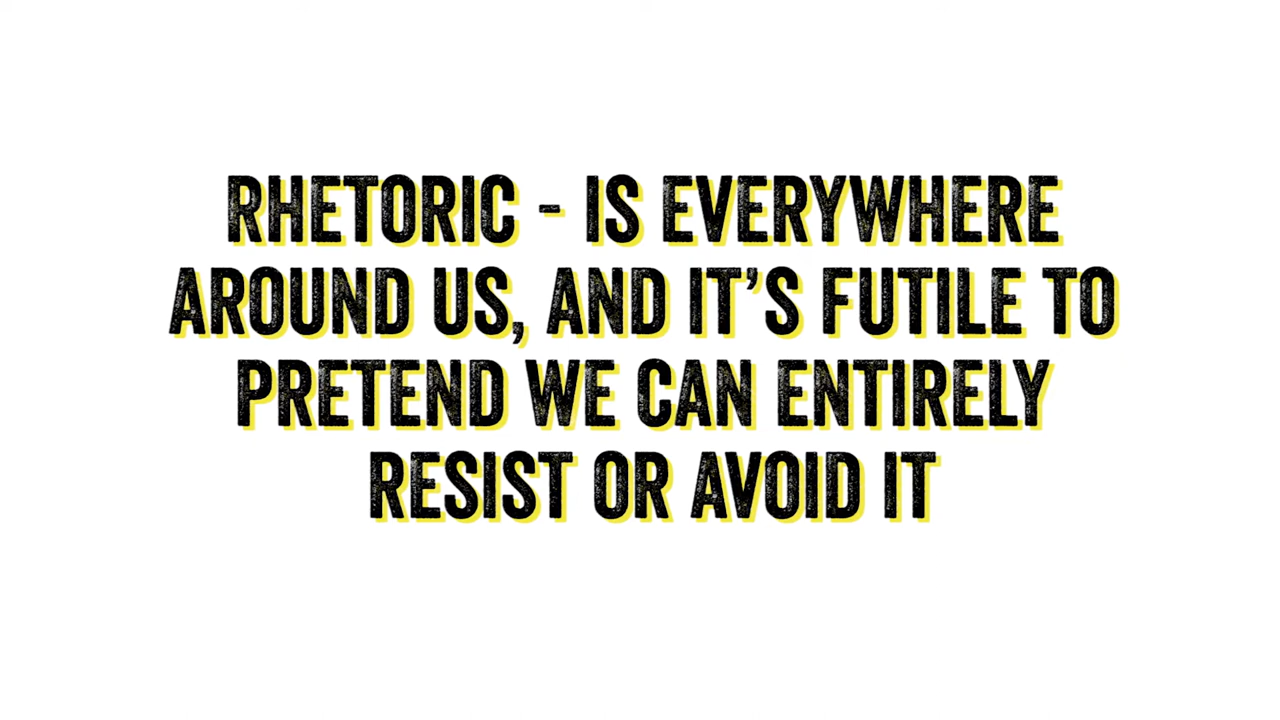 RHETORIC - IS EVERYWHERE
AROUND US, AND IT’S FUTILE TO
PRETEND WE CAN ENTIRELY
RESIST OR AVOID IT